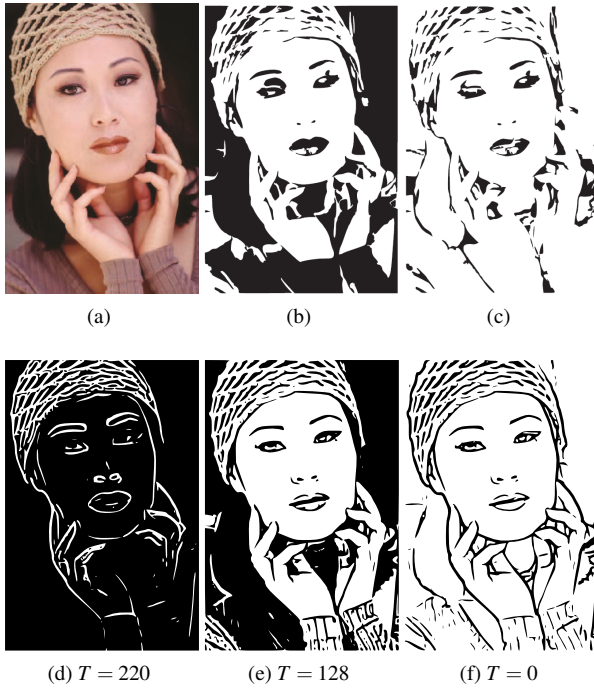 (a) (b) (c)
(d) T = 220 (e) T = 128 (f) T = 0